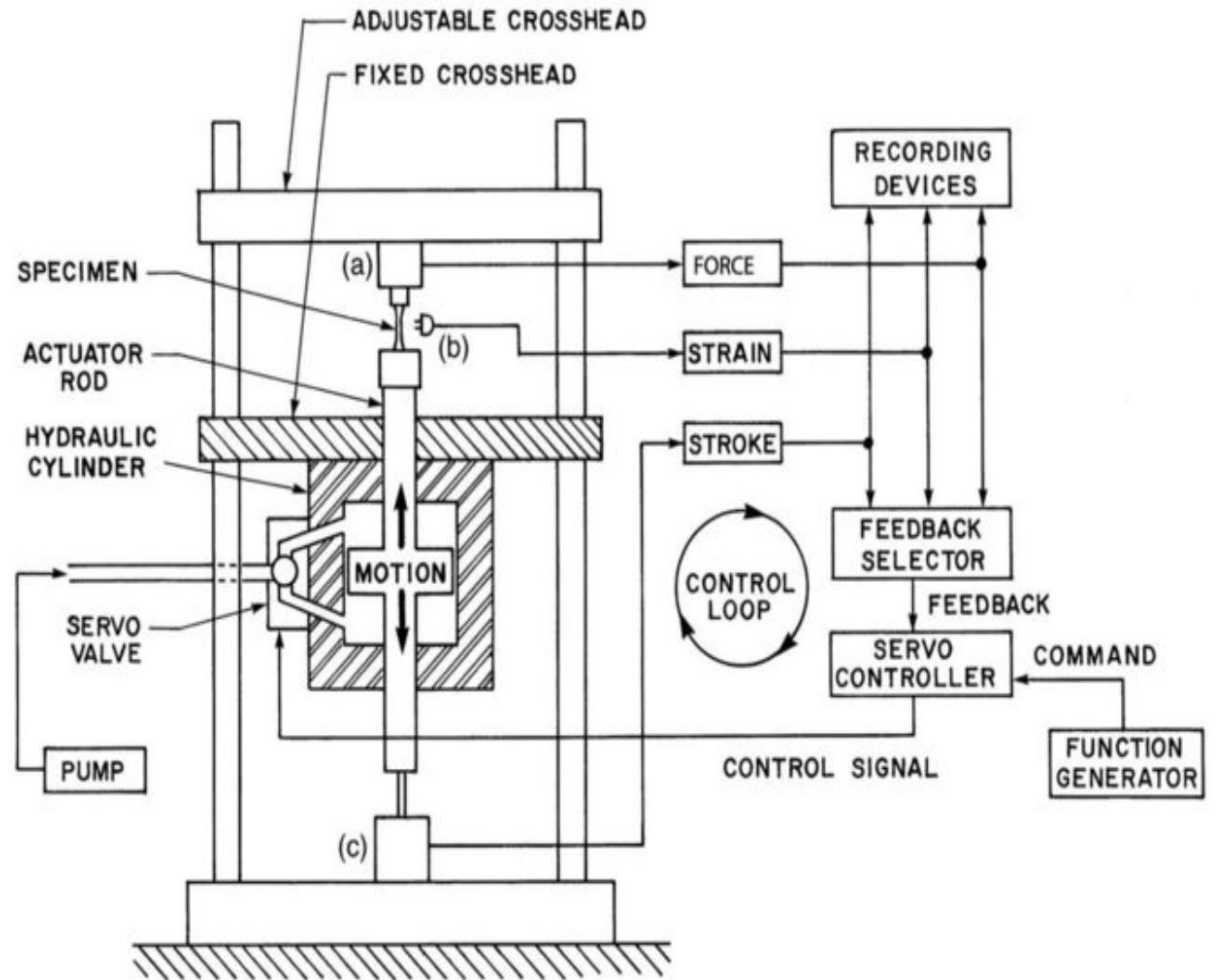 ADJUSTABLE CROSSHEAD
FIXED CROSSHEAD
RECORDING
DEVICES
(a)
FORCE
SPECIMEN
(b)
STRAIN
ACTUATOR
ROD
STROKE
HYDRAULIC
CYLINDER
FEEDBACK
SELECTOR
MOTION
CONTROL
LOOP
FEEDBACK
SERVO
VALVE
SERVO
CONTROLLER
COMMAND
PUMP
CONTROL SIGNAL
FUNCTION
GENERATOR
(c)